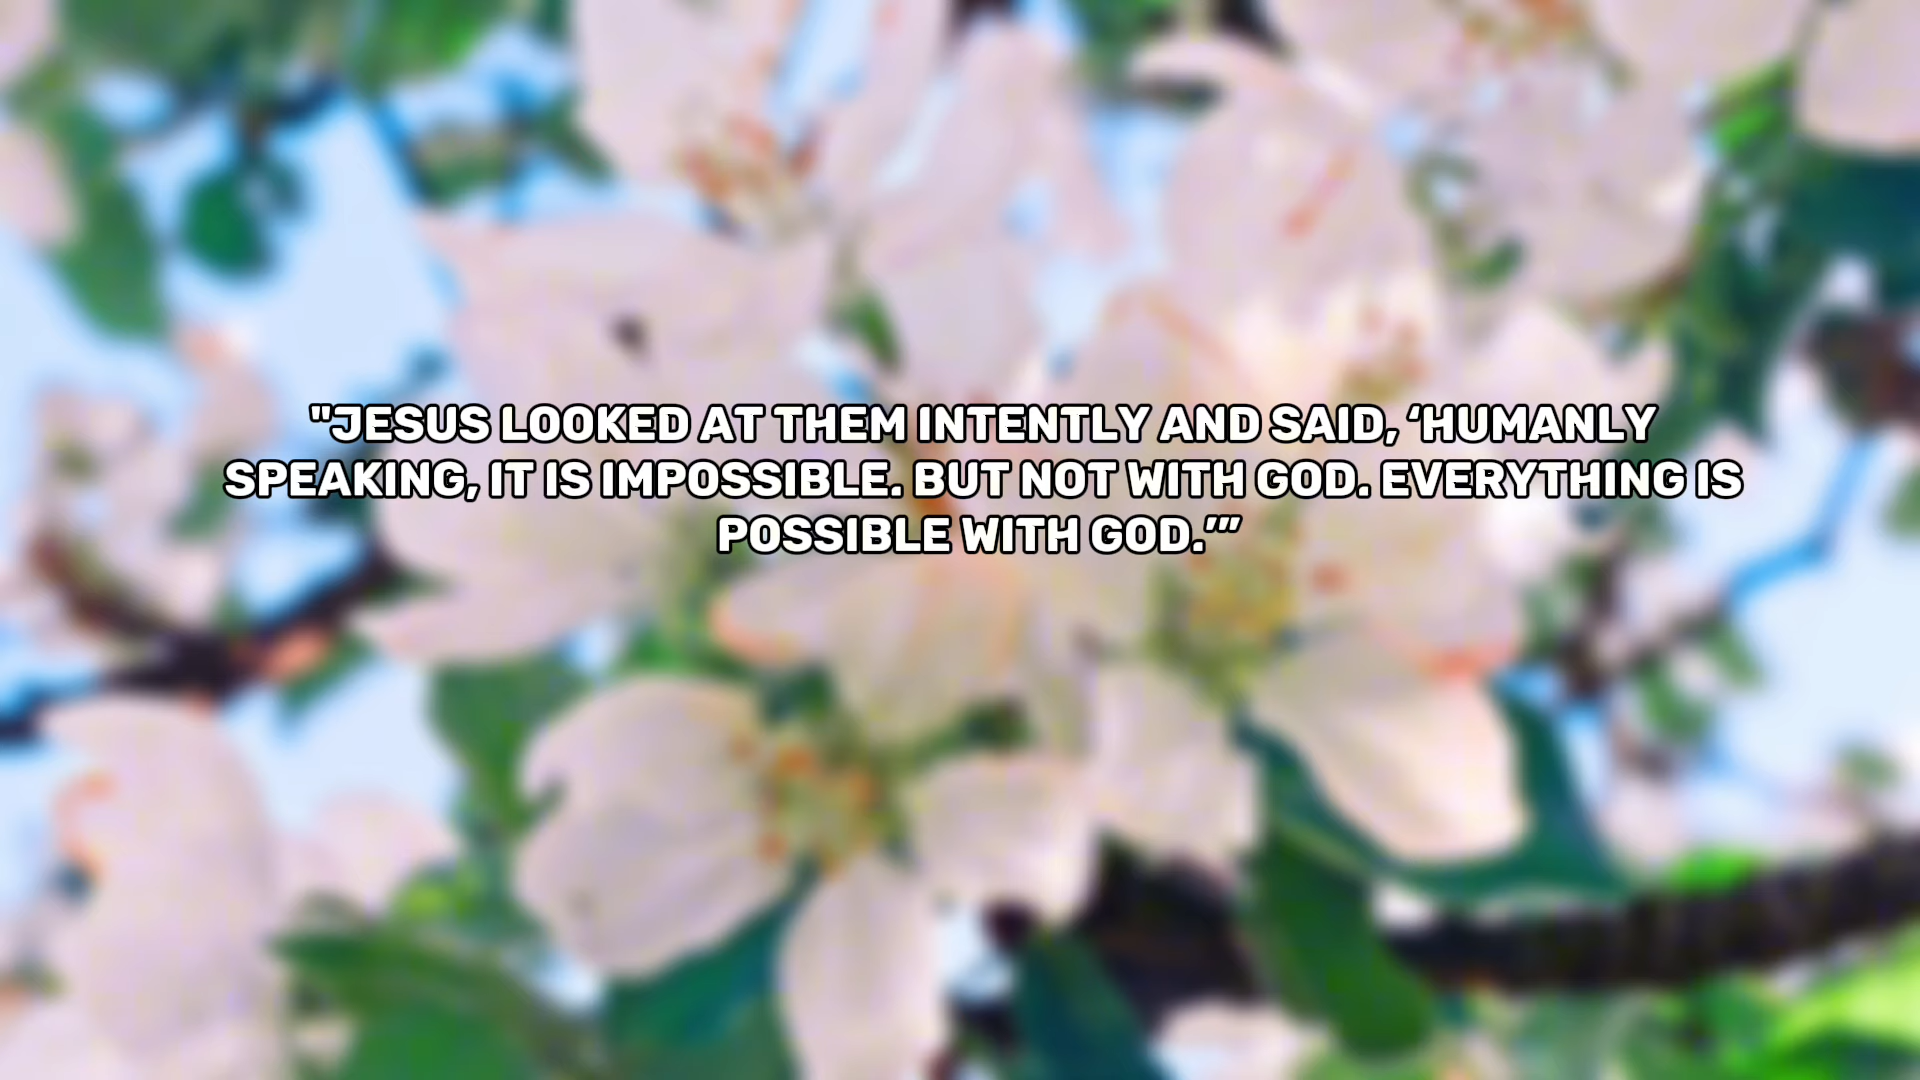 "JESUS LOOKED AT THEM INTENTLY AND SAID, ‘HUMANLY
SPEAKING, IT IS IMPOSSIBLE. BUT NOT WITH GOD. EVERYTHING IS
POSSIBLE WITH GOD.’”